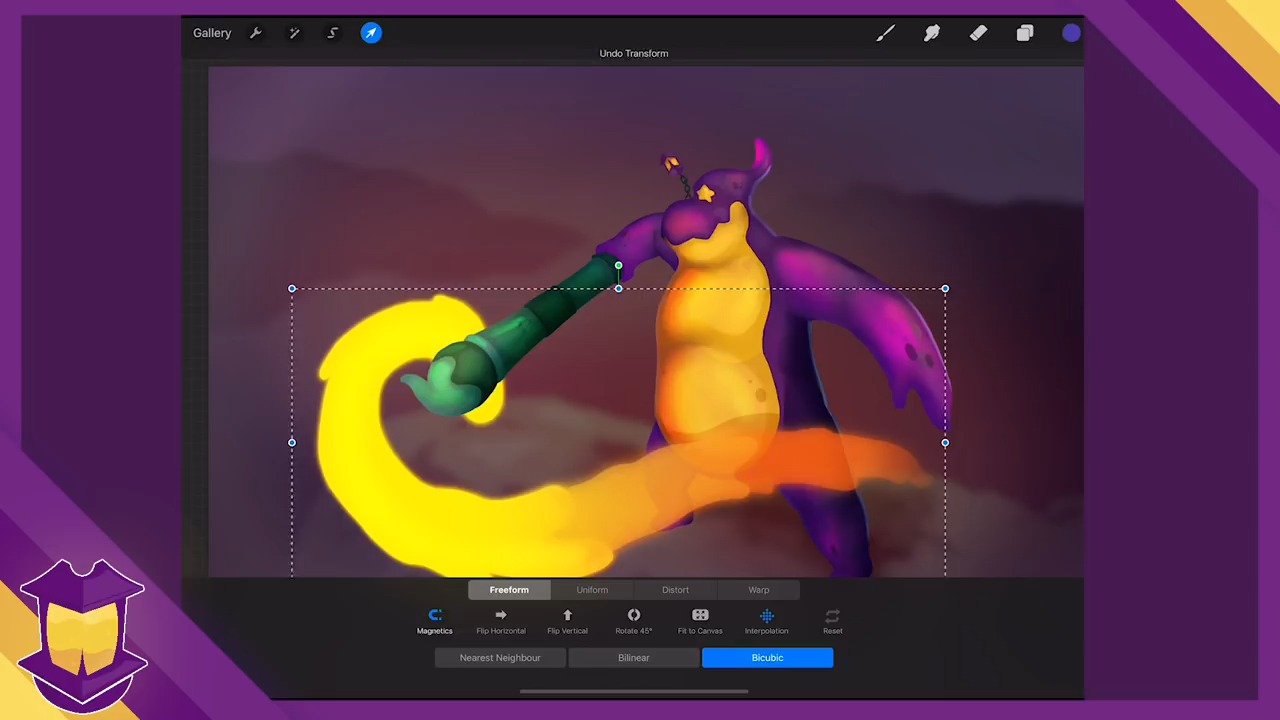 Gallery
Undo Transform
Freeform Uniform Distort Warp
Magnetics Flip Horizontal Flip Vertical Rotate 45° Fit to Canvas Interpolation Reset
Nearest Neighbour Bilinear Bicubic